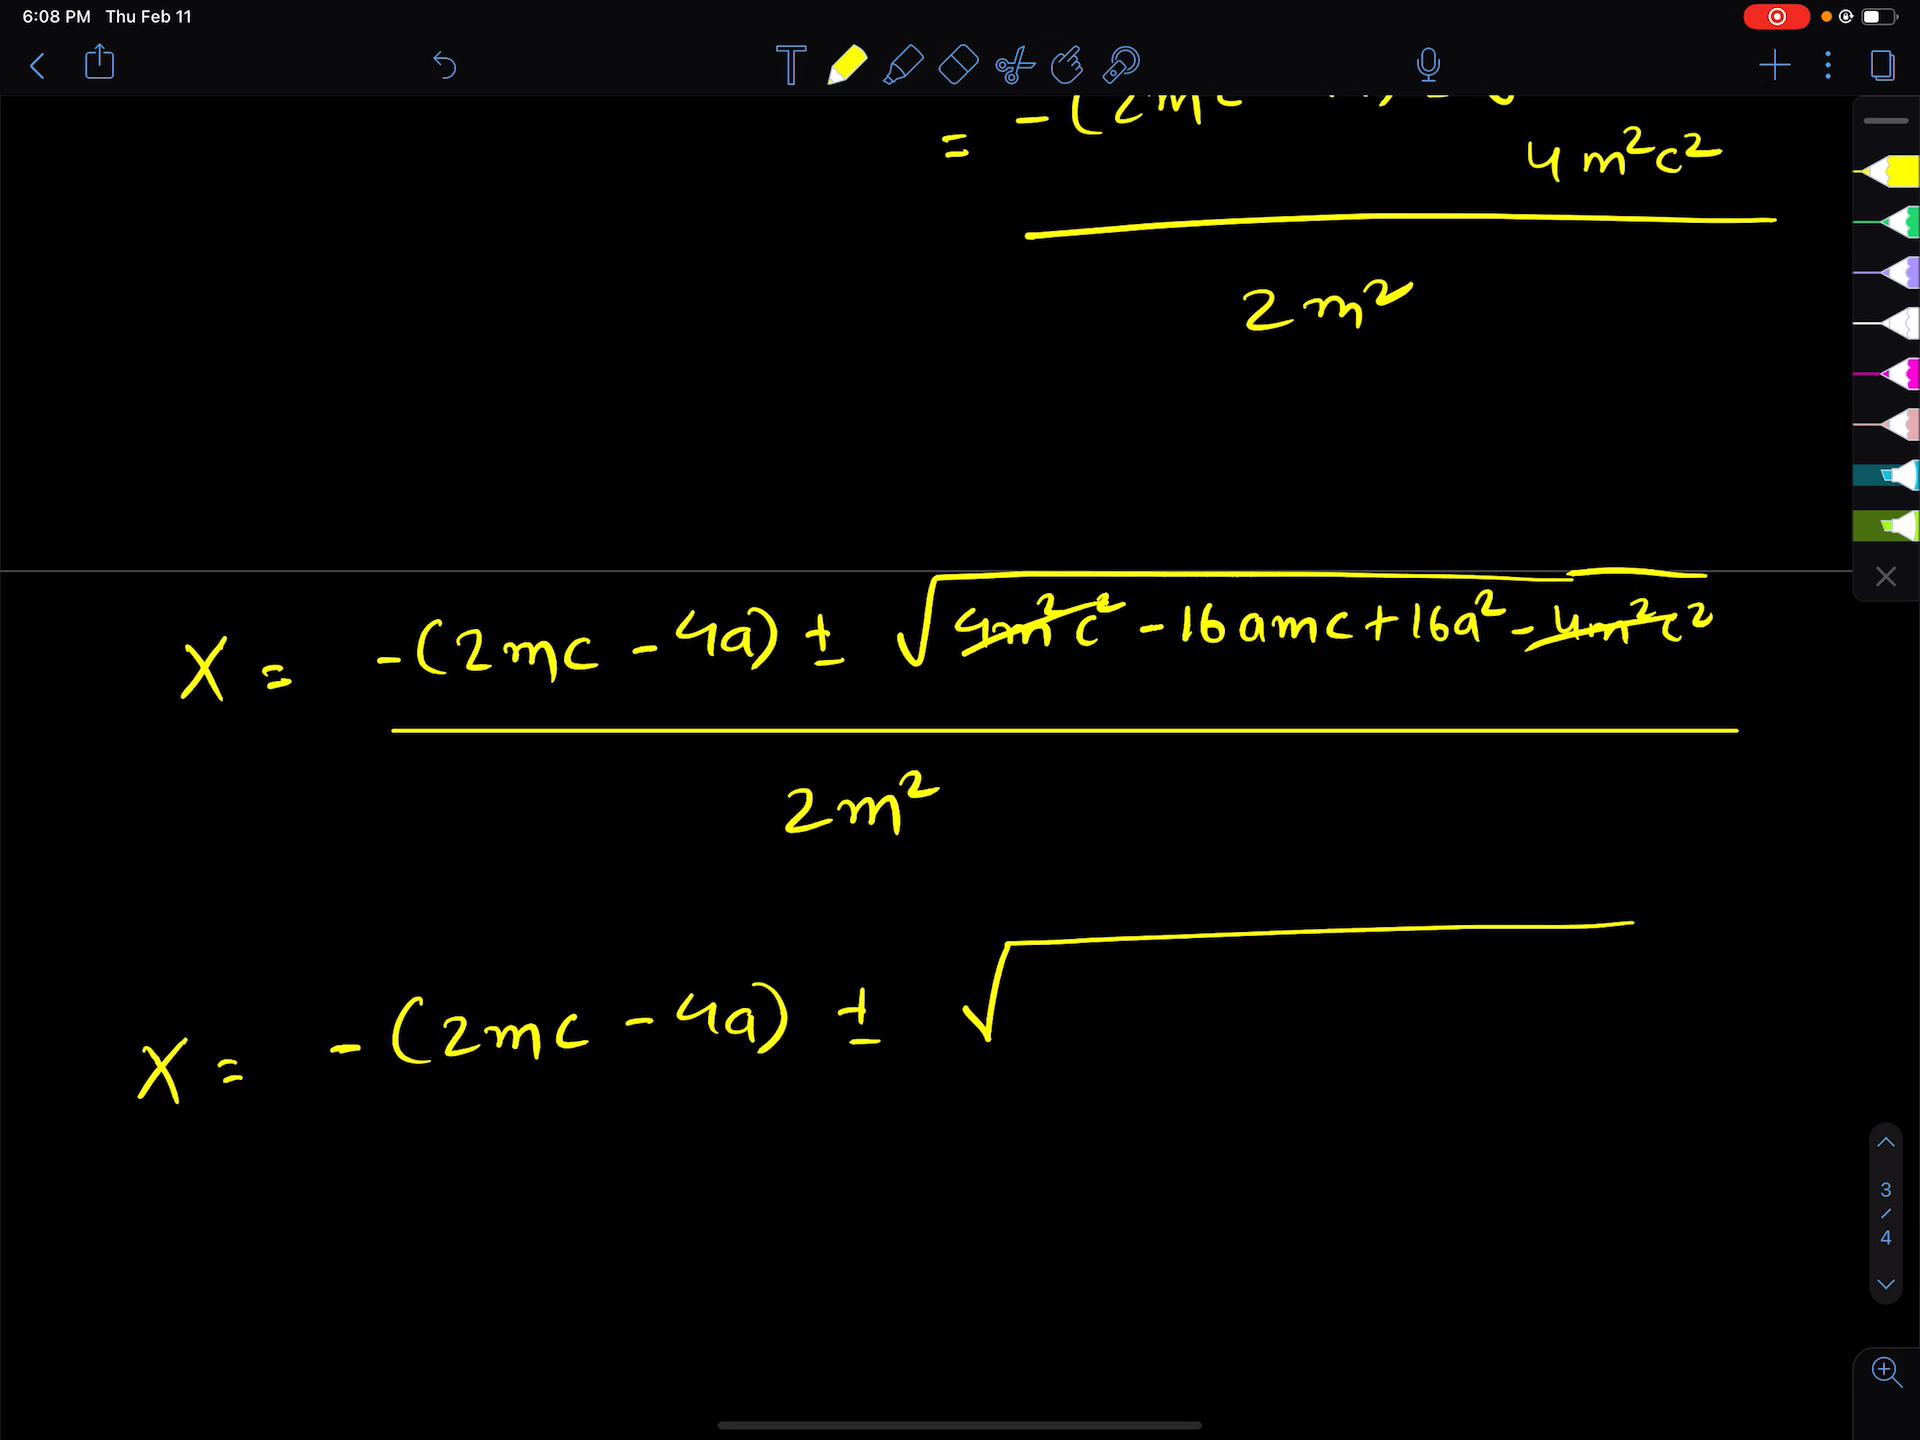 6:08 PM Thu Feb 11
= -(2mc
4m²c²
2m²
X = -(2mc - 4a) ± √4m²c² - 16amc + 16a² - 4m²c²
2m²
X = -(2mc - 4a) ± √
3
/
4